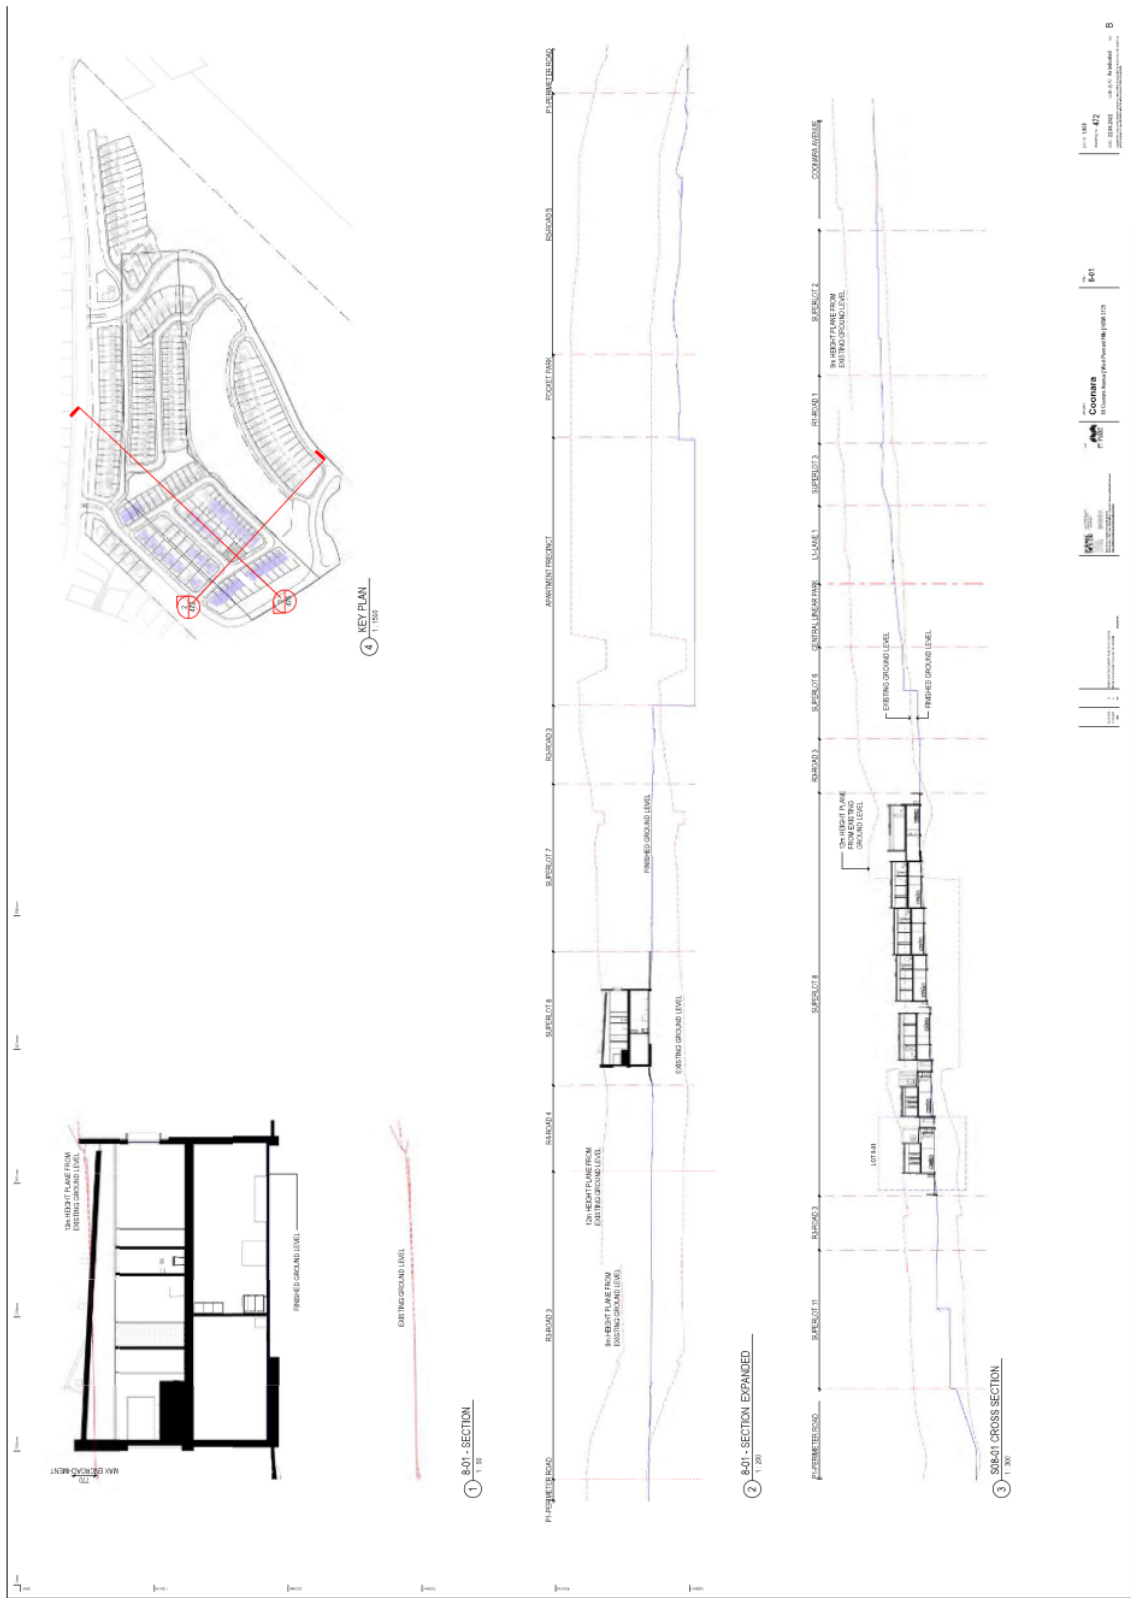 MAX ENCROACHMENT
770
12m HEIGHT PLANE FROM
EXISTING GROUND LEVEL
FINISHED GROUND LEVEL
EXISTING GROUND LEVEL
1
8-01 - SECTION
1 : 50
4
KEY PLAN
1 : 1500
P1-PERIMETER ROAD
R3-ROAD 3
R4-ROAD 4
SUPERLOT 8
SUPERLOT 7
R3-ROAD 3
APARTMENT PRECINCT
POCKET PARK
R5-ROAD 5
P1-PERIMETER ROAD
9m HEIGHT PLANE FROM
EXISTING GROUND LEVEL
12m HEIGHT PLANE FROM
EXISTING GROUND LEVEL
EXISTING GROUND LEVEL
FINISHED GROUND LEVEL
2
8-01 - SECTION EXPANDED
1 : 200
P1-PERIMETER ROAD
SUPERLOT 11
R3-ROAD 3
SUPERLOT 8
R3-ROAD 3
SUPERLOT 6
CENTRAL LINEAR PARK
L1-LANE 1
SUPERLOT 3
R1-ROAD 1
SUPERLOT 2
COONARA AVENUE
LOT 8-01
12m HEIGHT PLANE
FROM EXISTING
GROUND LEVEL
EXISTING GROUND LEVEL
FINISHED GROUND LEVEL
9m HEIGHT PLANE FROM
EXISTING GROUND LEVEL
3
S08-01 CROSS SECTION
1 : 300
Coonara
8-01
472
B